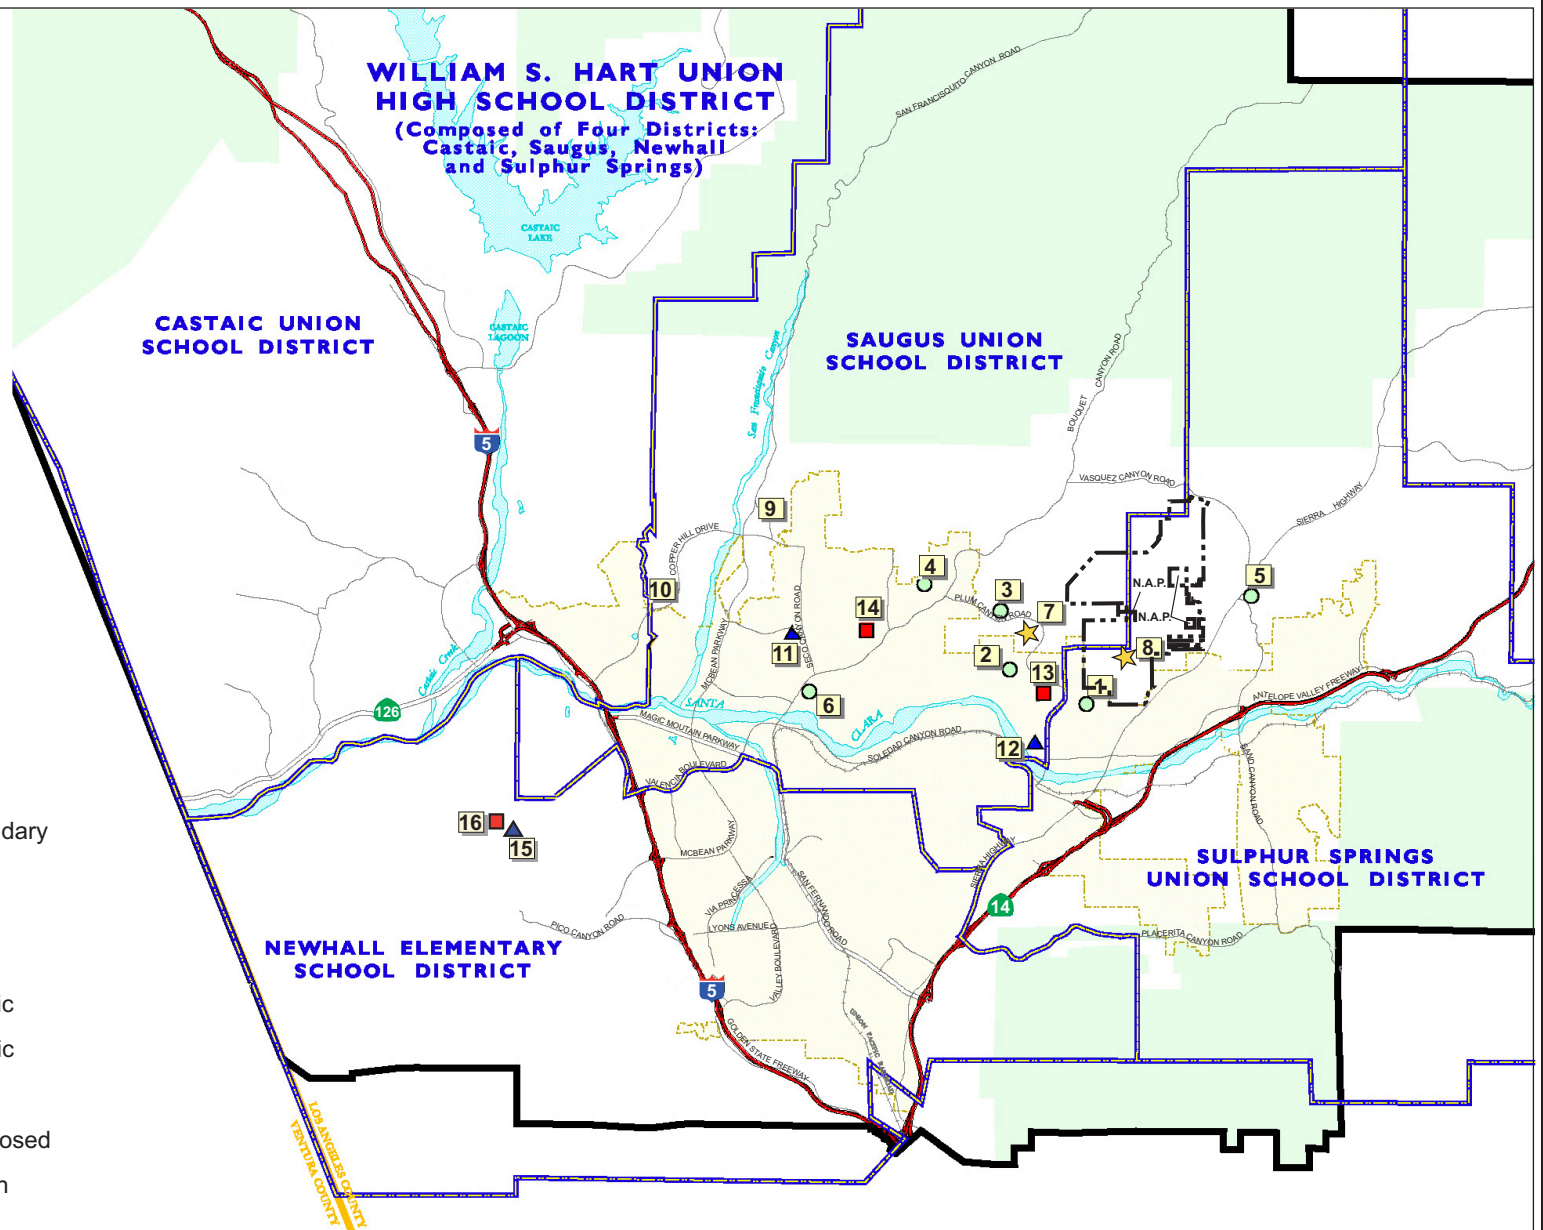 WILLIAM S. HART UNION
HIGH SCHOOL DISTRICT
(Composed of Four Districts:
Castaic, Saugus, Newhall
and Sulphur Springs)
SAN FRANCISQUITO CANYON ROAD
CASTAIC
LAKE
CASTAIC
LAGOON
CASTAIC UNION
SCHOOL DISTRICT
SAUGUS UNION
SCHOOL DISTRICT
San Francisquito Canyon
BOUQUET CANYON ROAD
5
VASQUEZ CANYON ROAD
SIERRA HIGHWAY
9
COPPER HILL DRIVE
4
5
10
3
N.A.P.
14
PLUM CANYON ROAD
7
N.A.P.
11
SECO CANYON ROAD
MCBEAN PARKWAY
2
8
13
Castaic Creek
1
6
SANTA
CLARA
126
ANTELOPE VALLEY FREEWAY
MAGIC MOUTAIN PARKWAY
SOLEDAD CANYON ROAD
12
VALENCIA BOULEVARD
SAND CANYON ROAD
16
15
dary
MCBEAN PARKWAY
SIERRA HIGHWAY
SULPHUR SPRINGS
UNION SCHOOL DISTRICT
VIA PRINCESSA
SAN FERNANDO ROAD
14
PICO CANYON ROAD
LYONS AVENUE
PLACERITA CANYON ROAD
NEWHALL ELEMENTARY
SCHOOL DISTRICT
VALLEY BOULEVARD
5
ic
GOLDEN STATE FREEWAY
UNION PACIFIC RAILROAD
ic
LOS ANGELES COUNTY
VENTURA COUNTY
osed
n